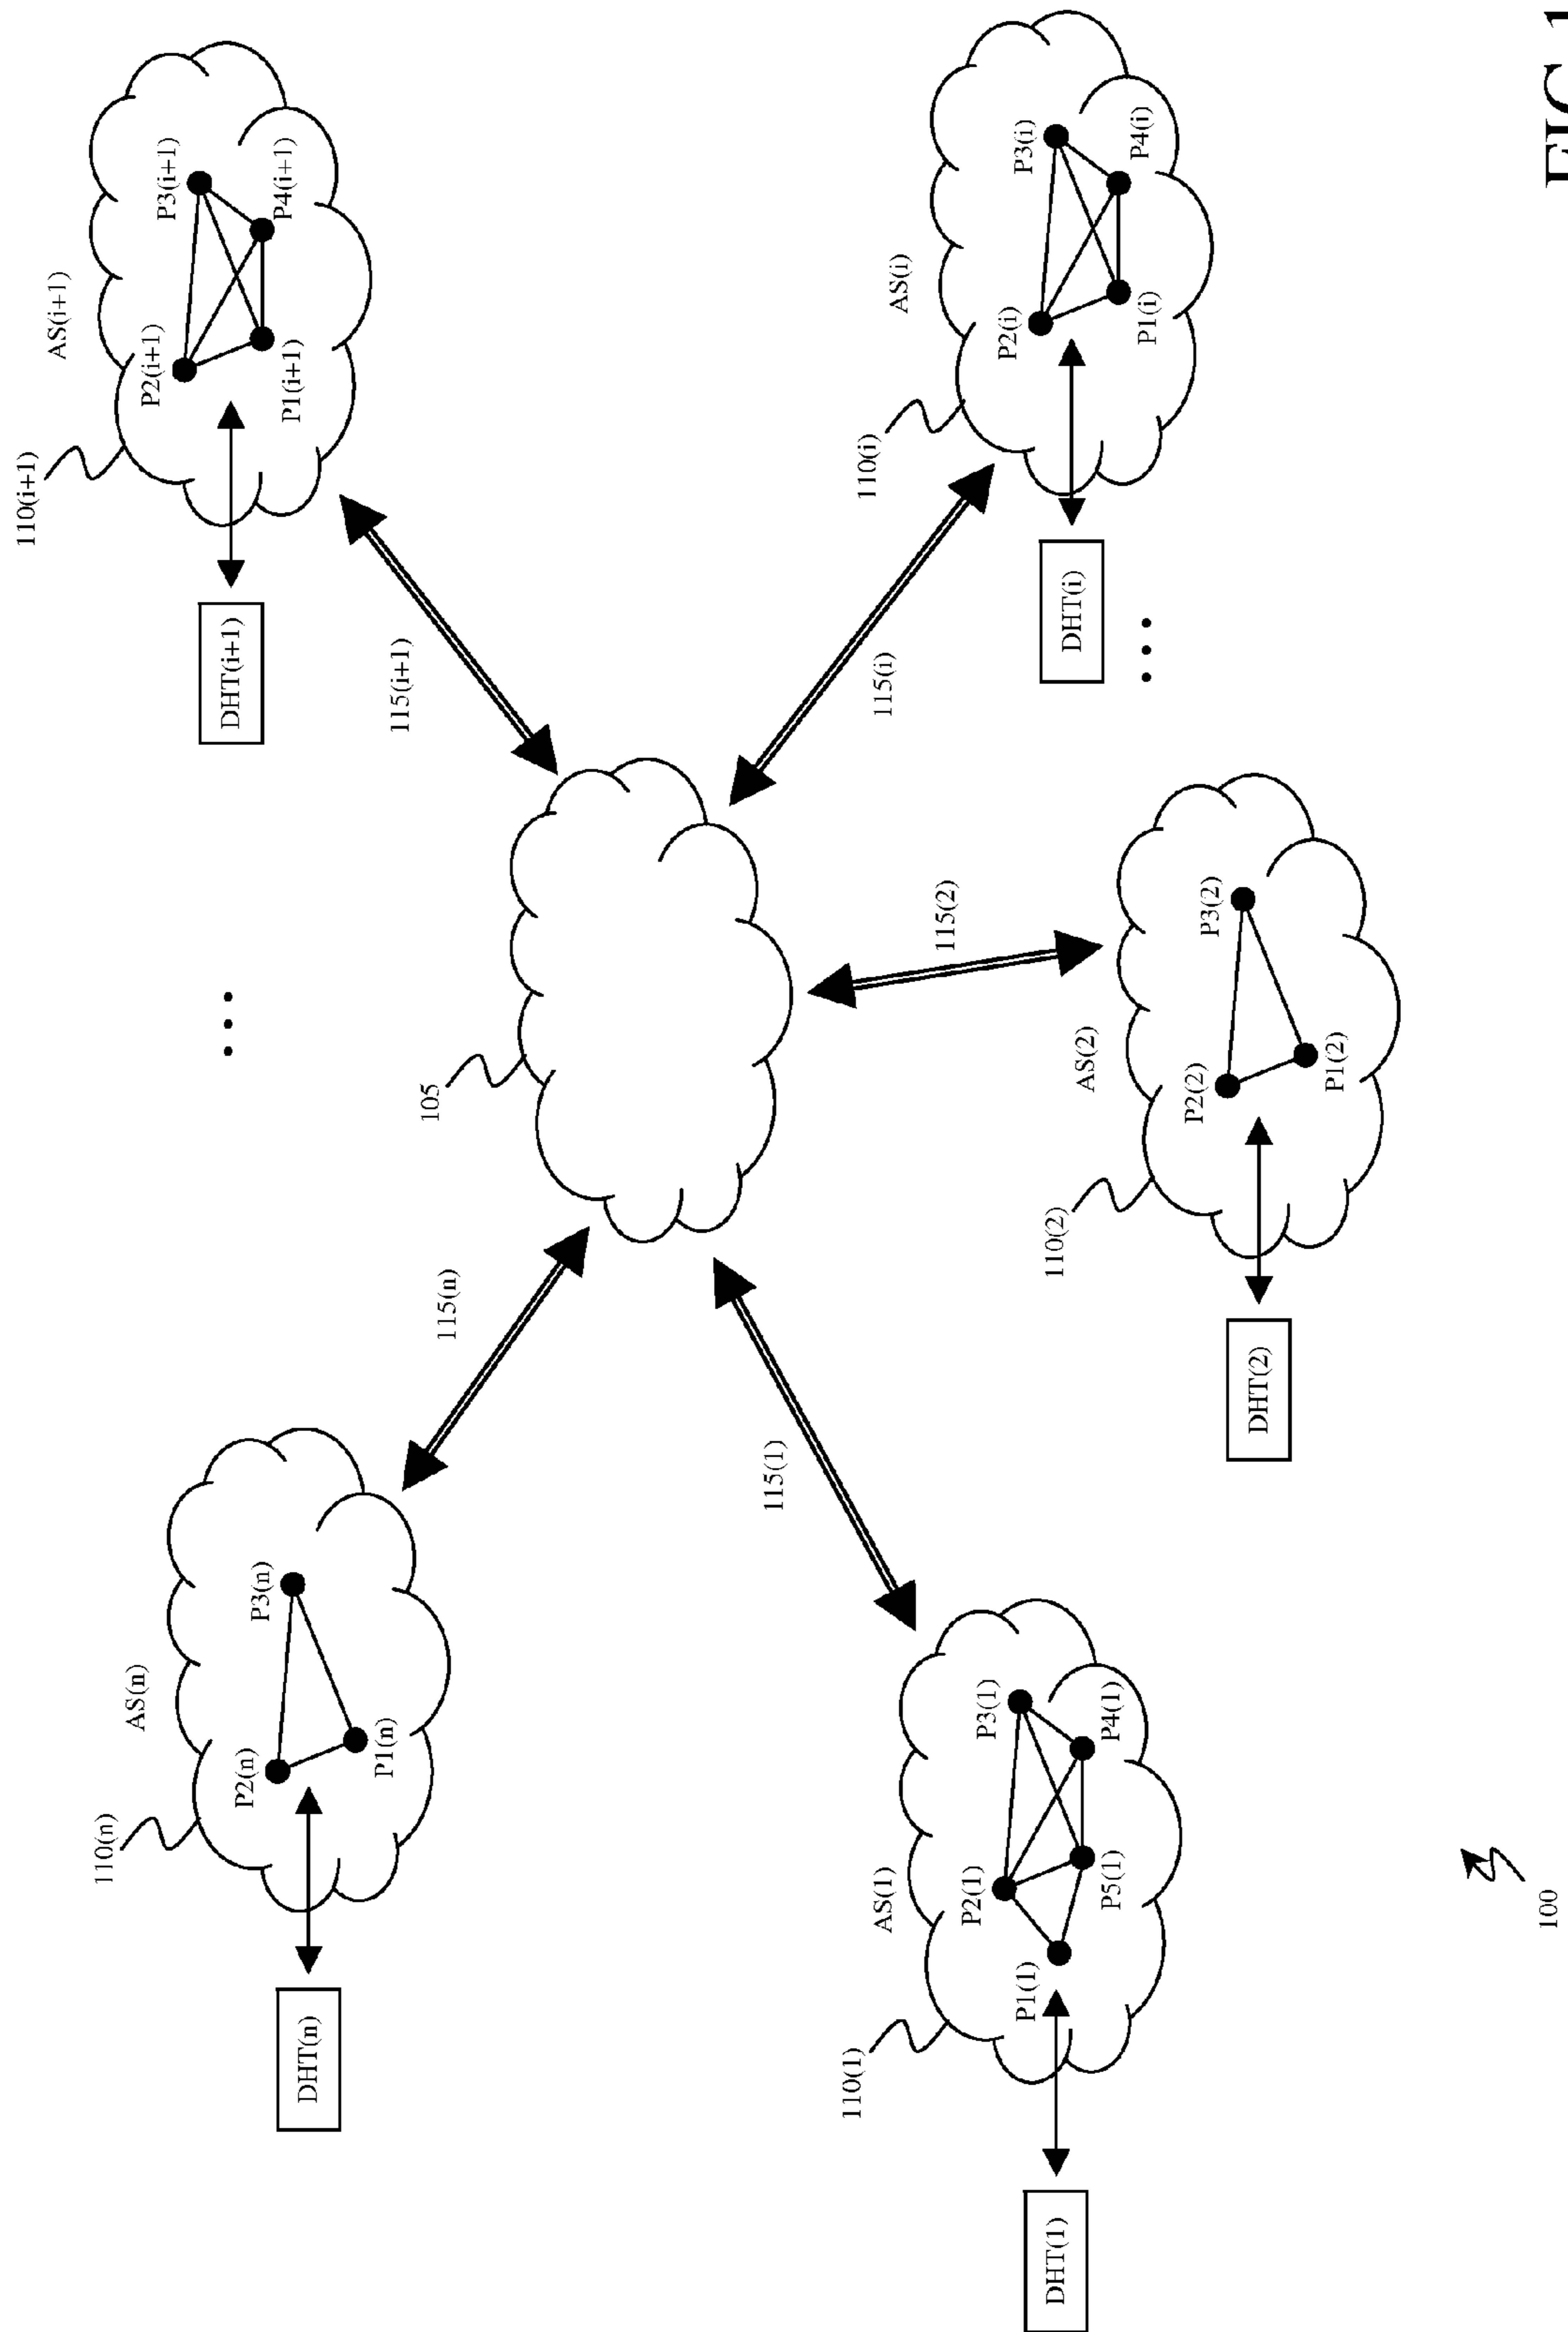 AS(n)
110(n)
P2(n)
P3(n)
P1(n)
DHT(n)
115(n)
...
AS(i+1)
110(i+1)
P2(i+1)
P3(i+1)
P1(i+1)
P4(i+1)
DHT(i+1)
115(i+1)
105
115(1)
115(2)
115(i)
AS(1)
110(1)
P1(1)
P2(1)
P3(1)
P5(1)
P4(1)
DHT(1)
AS(2)
110(2)
P2(2)
P3(2)
P1(2)
DHT(2)
AS(i)
110(i)
P2(i)
P3(i)
P1(i)
P4(i)
DHT(i)
...
100
FIG.1